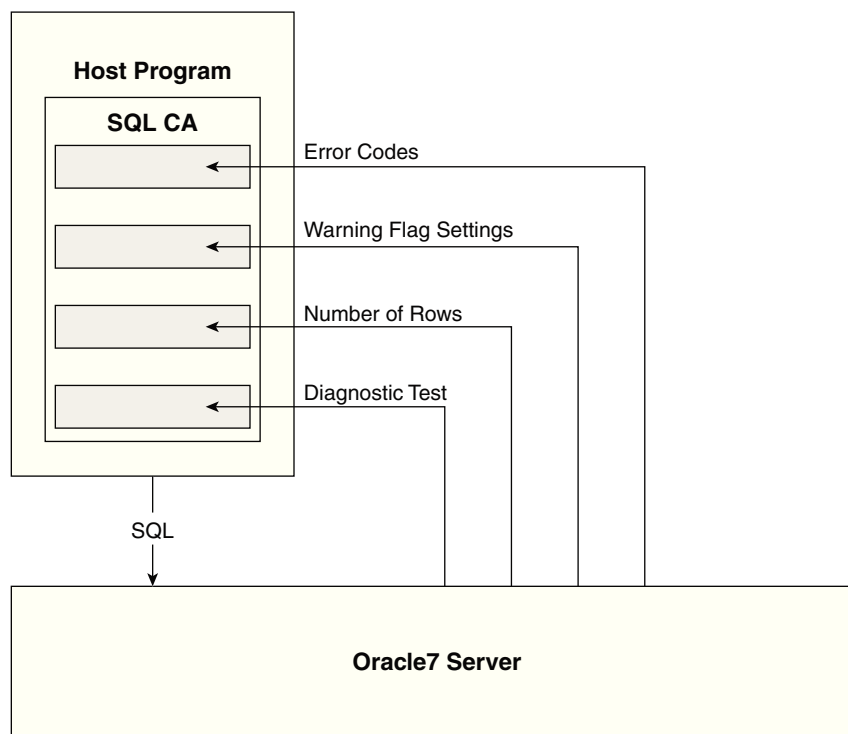 Host Program
SQL CA
Error Codes
Warning Flag Settings
Number of Rows
Diagnostic Test
SQL
Oracle7 Server